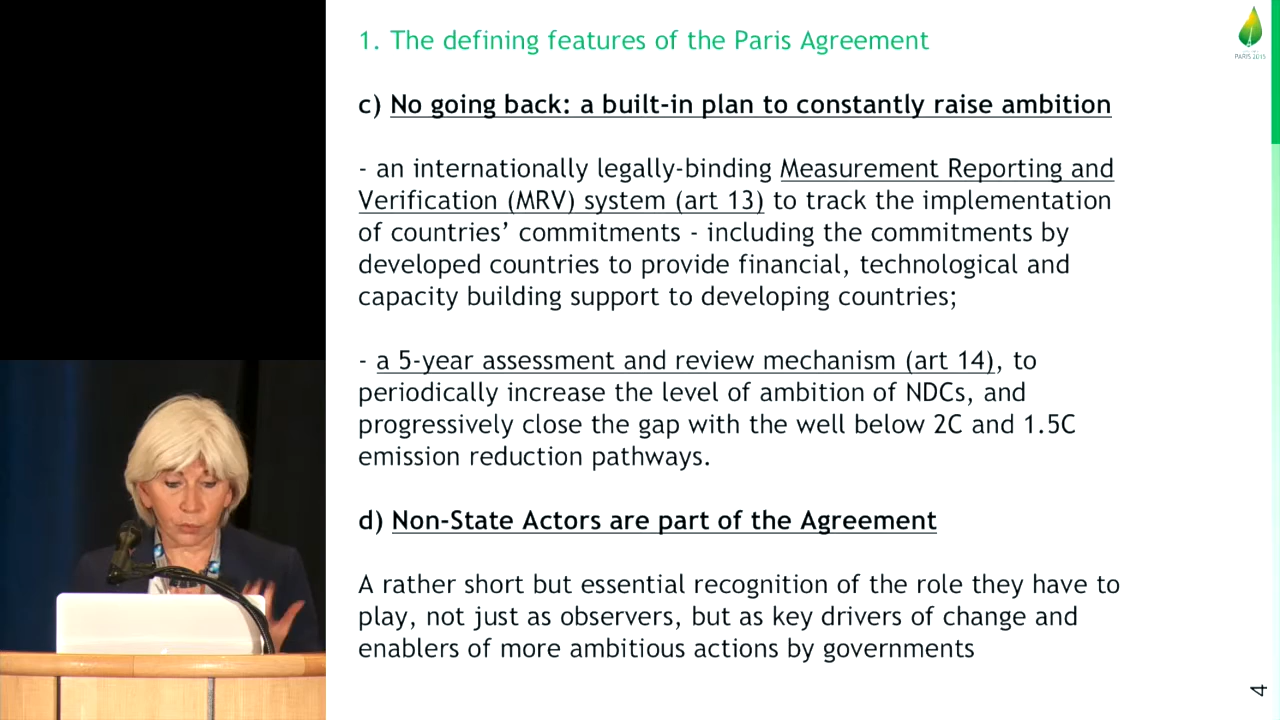 1. The defining features of the Paris Agreement
PARIS 2015
c) No going back: a built-in plan to constantly raise ambition
- an internationally legally-binding Measurement Reporting and
Verification (MRV) system (art 13) to track the implementation
of countries’ commitments - including the commitments by
developed countries to provide financial, technological and
capacity building support to developing countries;
- a 5-year assessment and review mechanism (art 14), to
periodically increase the level of ambition of NDCs, and
progressively close the gap with the well below 2C and 1.5C
emission reduction pathways.
d) Non-State Actors are part of the Agreement
A rather short but essential recognition of the role they have to
play, not just as observers, but as key drivers of change and
enablers of more ambitious actions by governments
4